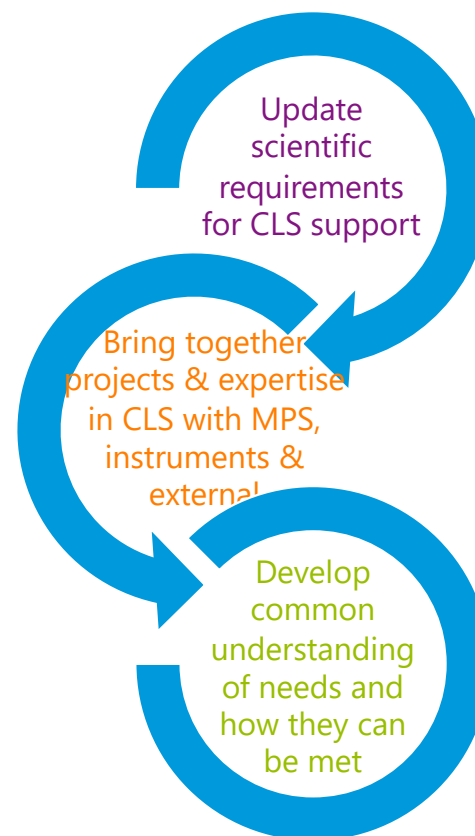 Update
scientific
requirements
for CLS support
Bring together
projects & expertise
in CLS with MPS,
instruments &
external
Develop
common
understanding
of needs and
how they can
be met